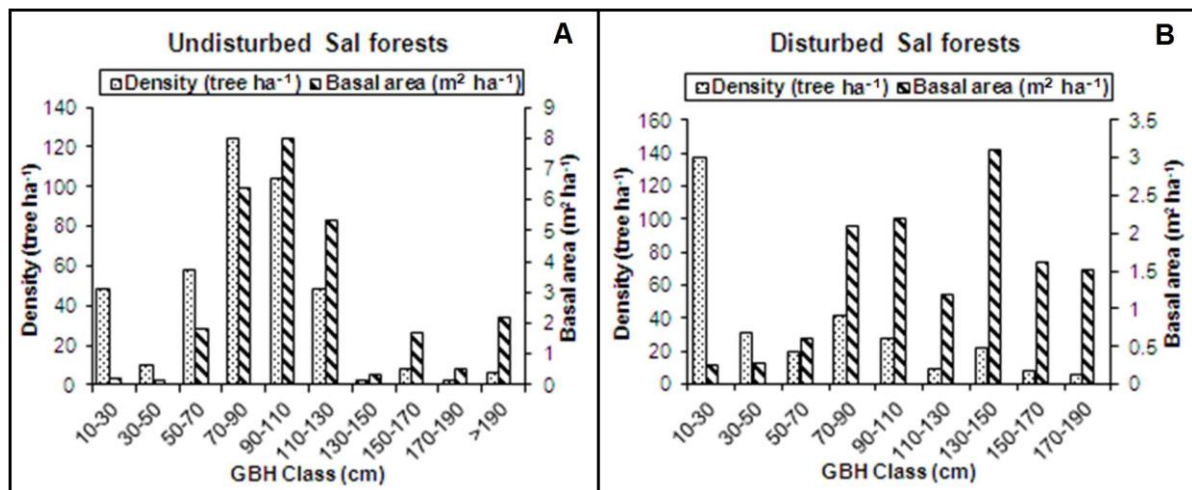 Undisturbed Sal forests
A
Density (tree ha⁻¹) Basal area (m² ha⁻¹)
Density (tree ha⁻¹)
140
120
100
80
60
40
20
0
9
8
7
6
5
4
3
2
1
0
Basal area (m² ha⁻¹)
10-30 30-50 50-70 70-90 90-110 110-130 130-150 150-170 170-190 >190
GBH Class (cm)
Disturbed Sal forests
B
Density (tree ha⁻¹) Basal area (m² ha⁻¹)
Density (tree ha⁻¹)
160
140
120
100
80
60
40
20
0
3.5
3
2.5
2
1.5
1
0.5
0
Basal area (m² ha⁻¹)
10-30 30-50 50-70 70-90 90-110 110-130 130-150 150-170 170-190
GBH Class (cm)